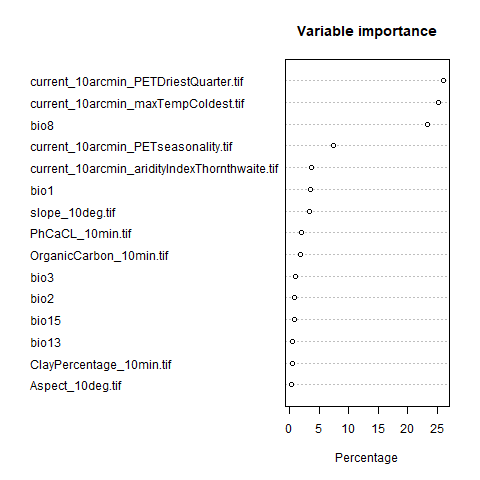 Variable importance
current_10arcmin_PETDriestQuarter.tif
current_10arcmin_maxTempColdest.tif
bio8
current_10arcmin_PETseasonality.tif
current_10arcmin_aridityIndexThornthwaite.tif
bio1
slope_10deg.tif
PhCaCL_10min.tif
OrganicCarbon_10min.tif
bio3
bio2
bio15
bio13
ClayPercentage_10min.tif
Aspect_10deg.tif
0 5 10 15 20 25
Percentage